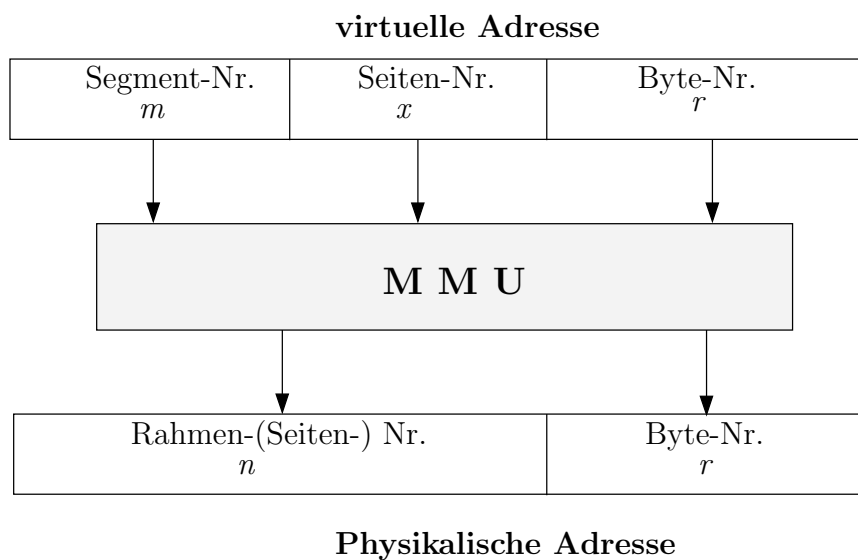 virtuelle Adresse
Segment-Nr. Seiten-Nr. Byte-Nr.
m x r
M M U
Rahmen-(Seiten-) Nr. Byte-Nr.
n r
Physikalische Adresse